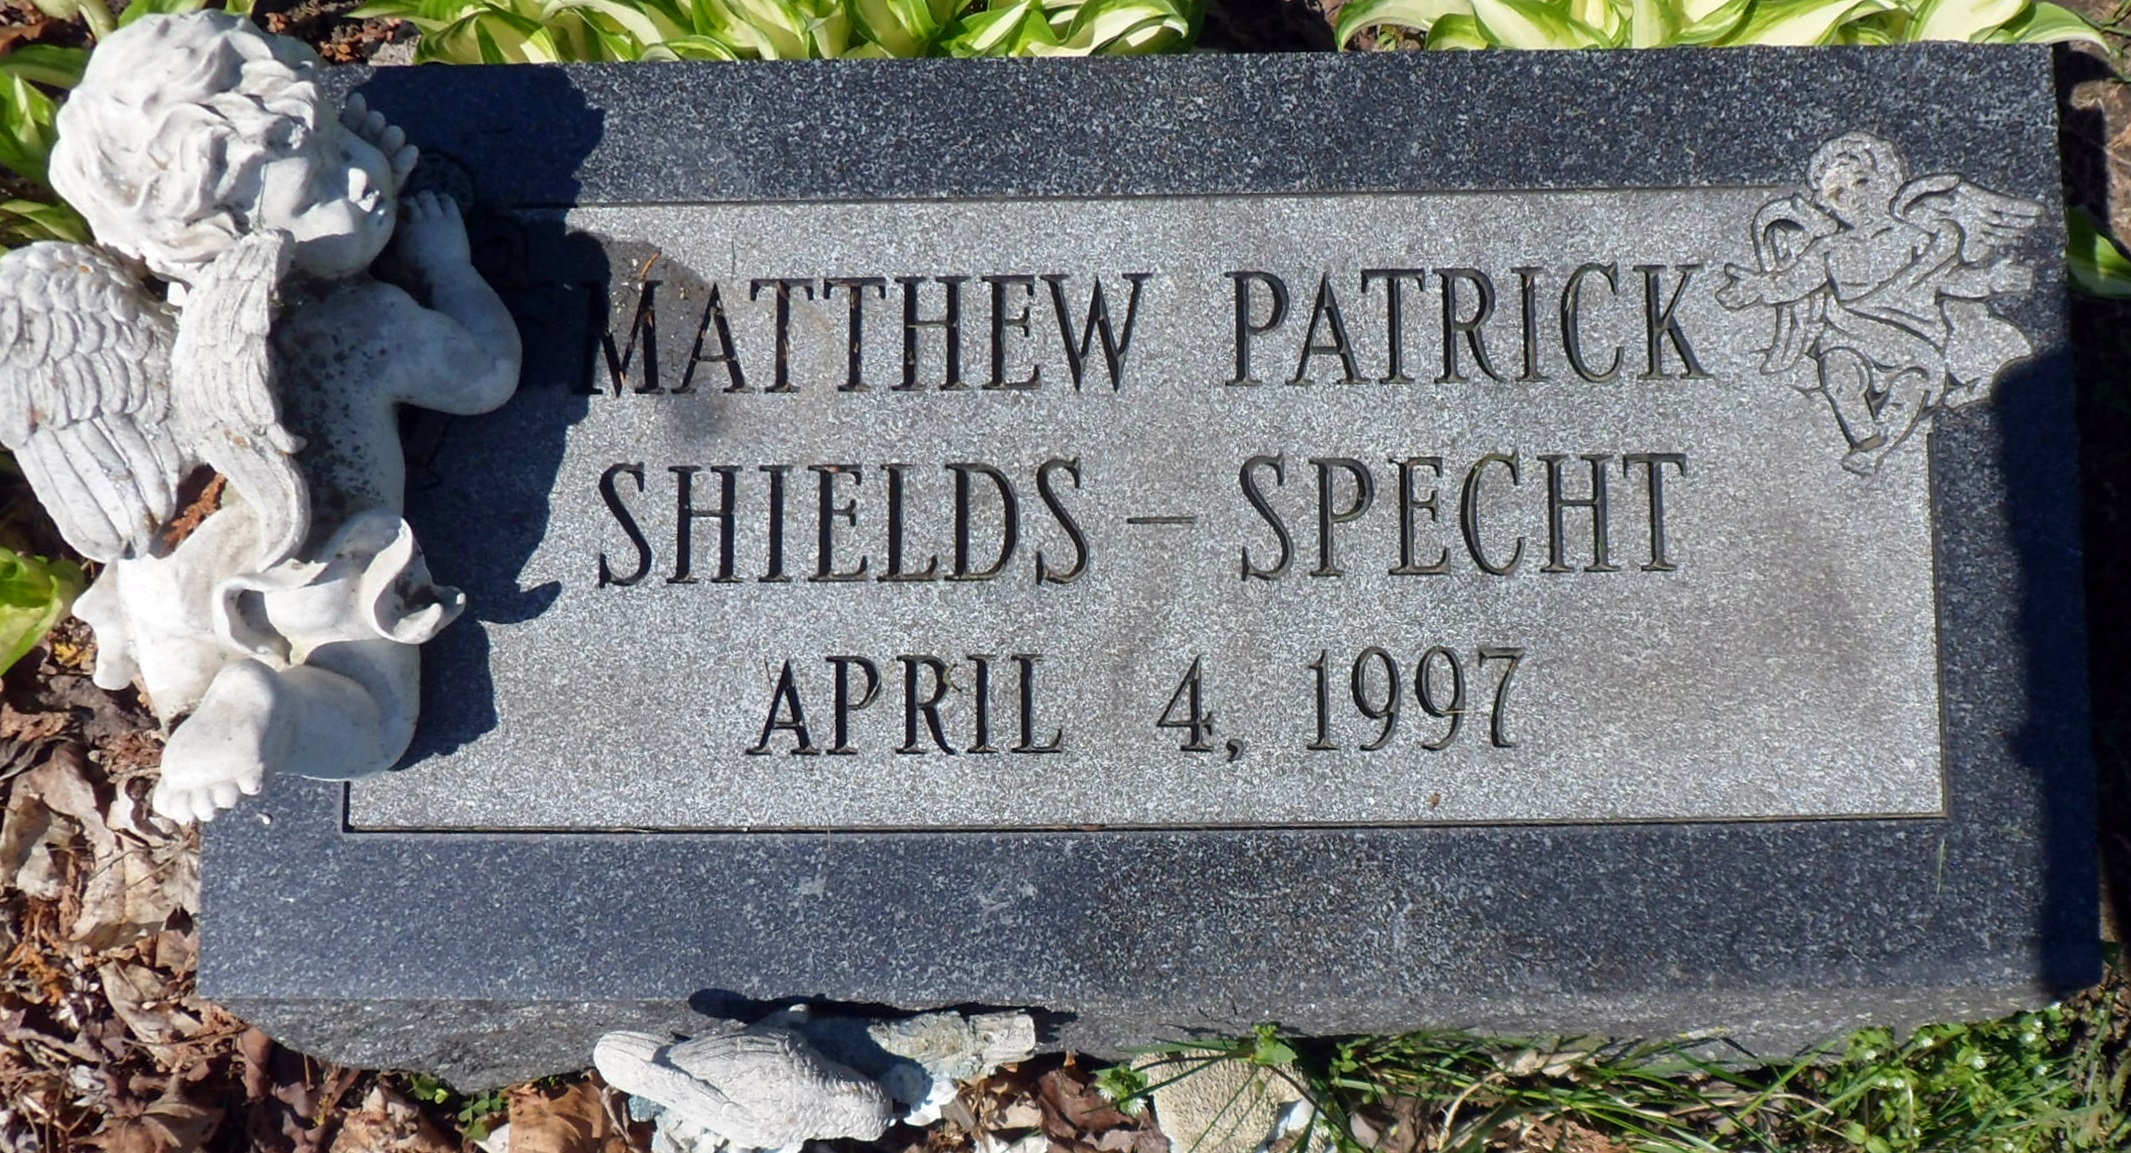 MATTHEW PATRICK
SHIELDS – SPECHT
APRIL 4, 1997